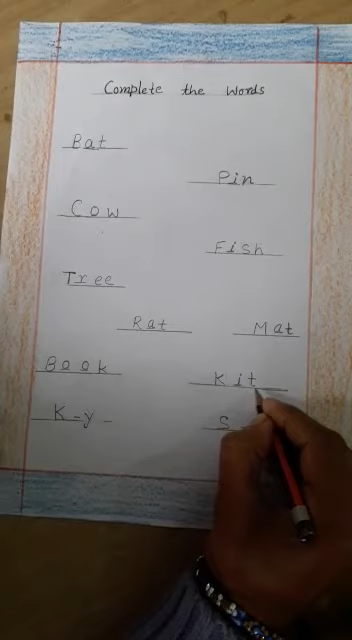 Complete the Words
Bat
Pin
Cow
Fish
Tree
Rat Mat
Book Kit
K-y S